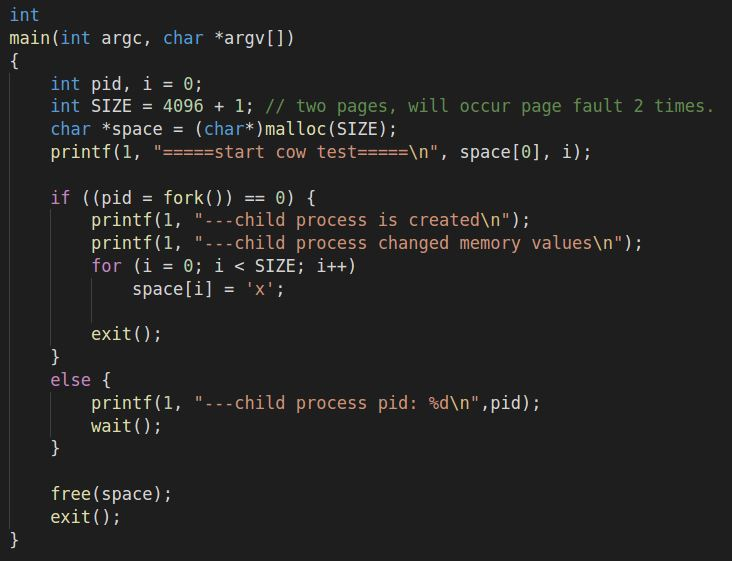 int
main(int argc, char *argv[])
{
    int pid, i = 0;
    int SIZE = 4096 + 1; // two pages, will occur page fault 2 times.
    char *space = (char*)malloc(SIZE);
    printf(1, "=====start cow test=====\n", space[0], i);

    if ((pid = fork()) == 0) {
        printf(1, "---child process is created\n");
        printf(1, "---child process changed memory values\n");
        for (i = 0; i < SIZE; i++)
            space[i] = 'x';

        exit();
    }
    else {
        printf(1, "---child process pid: %d\n",pid);
        wait();
    }

    free(space);
    exit();
}